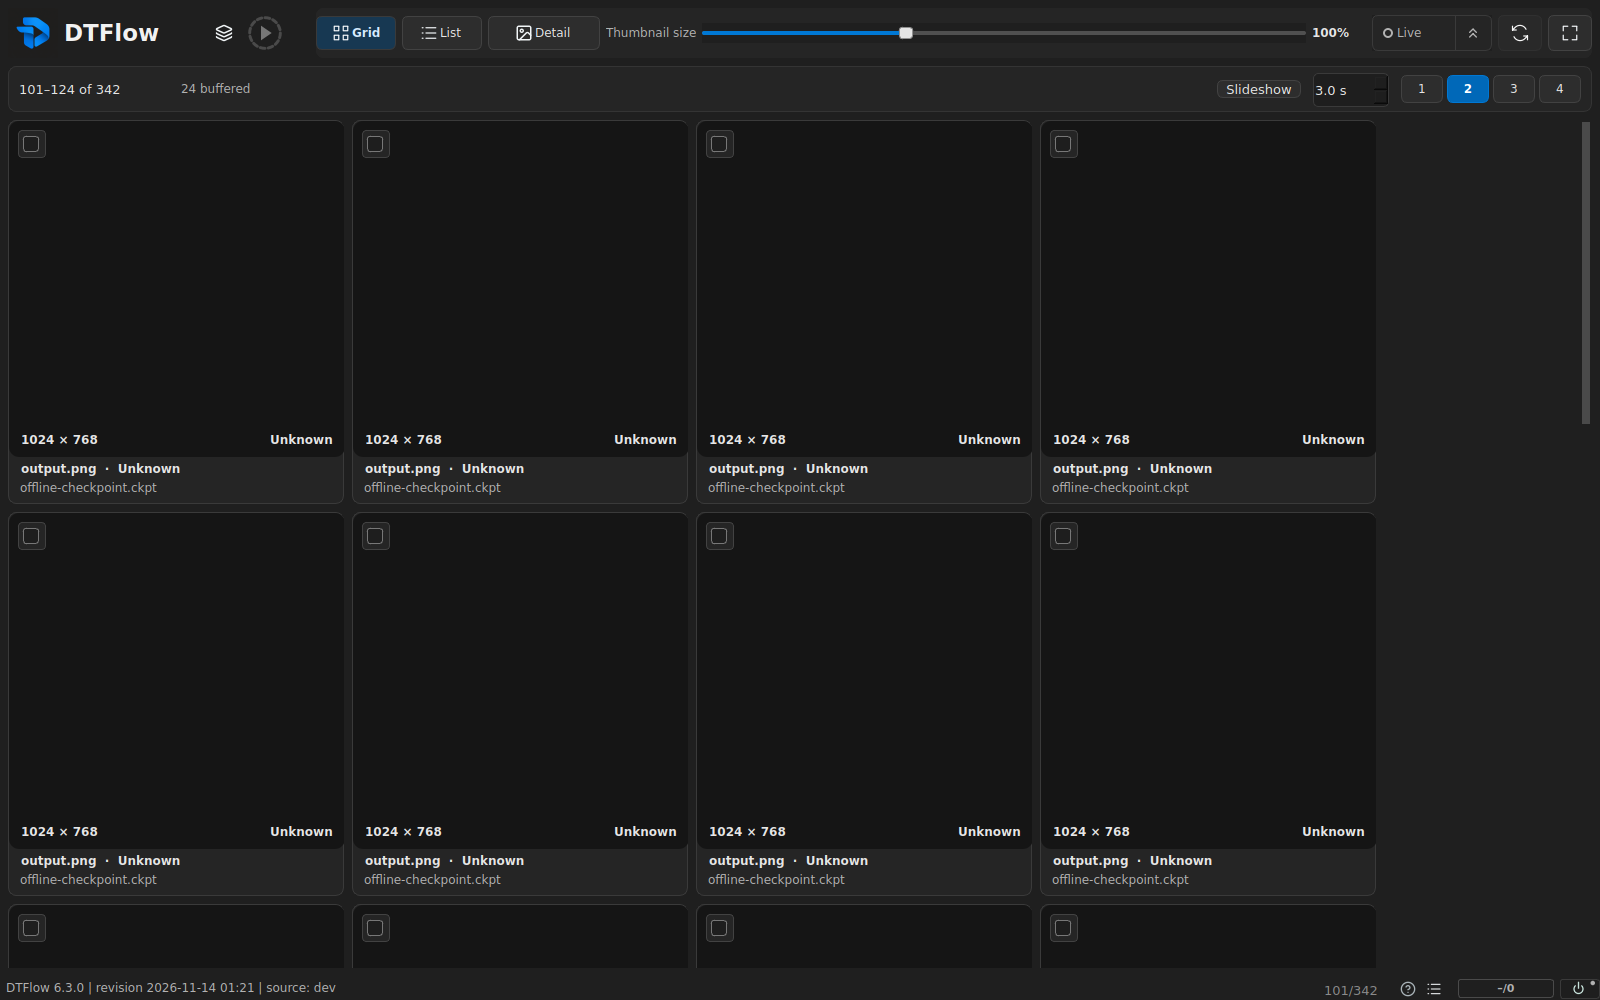 DTFlow Grid List Detail Thumbnail size 100% Live
101–124 of 342 24 buffered Slideshow 3.0 s 1 2 3 4
1024 × 768 Unknown 1024 × 768 Unknown 1024 × 768 Unknown 1024 × 768 Unknown
output.png · Unknown output.png · Unknown output.png · Unknown output.png · Unknown
offline-checkpoint.ckpt offline-checkpoint.ckpt offline-checkpoint.ckpt offline-checkpoint.ckpt
1024 × 768 Unknown 1024 × 768 Unknown 1024 × 768 Unknown 1024 × 768 Unknown
output.png · Unknown output.png · Unknown output.png · Unknown output.png · Unknown
offline-checkpoint.ckpt offline-checkpoint.ckpt offline-checkpoint.ckpt offline-checkpoint.ckpt
DTFlow 6.3.0 | revision 2026-11-14 01:21 | source: dev 101/342 –/0